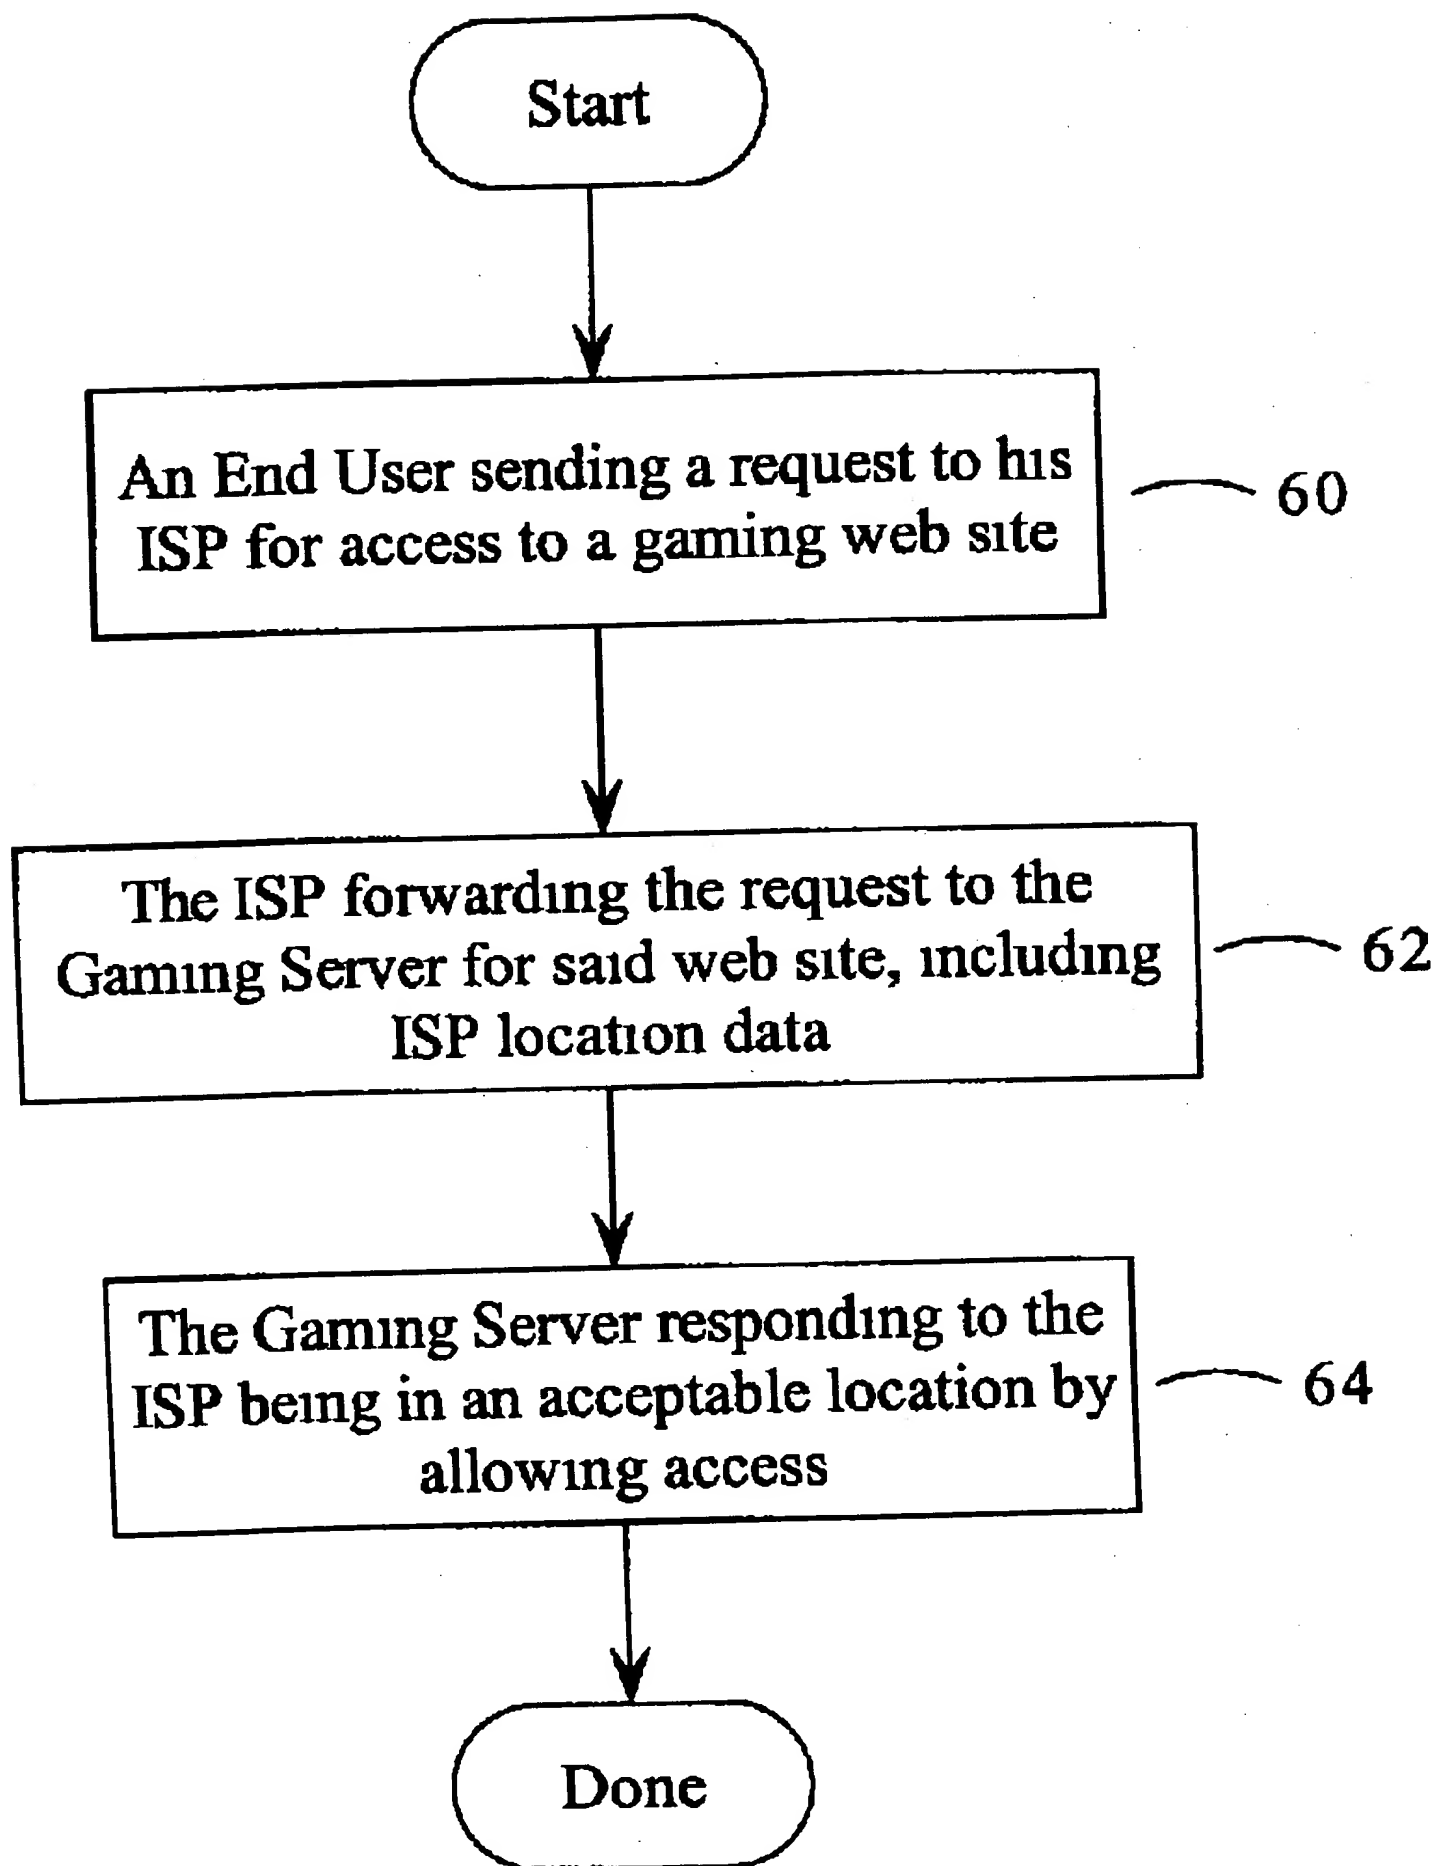 Start
An End User sending a request to his
ISP for access to a gaming web site
60
The ISP forwarding the request to the
Gaming Server for said web site, including
ISP location data
62
The Gaming Server responding to the
ISP being in an acceptable location by
allowing access
64
Done